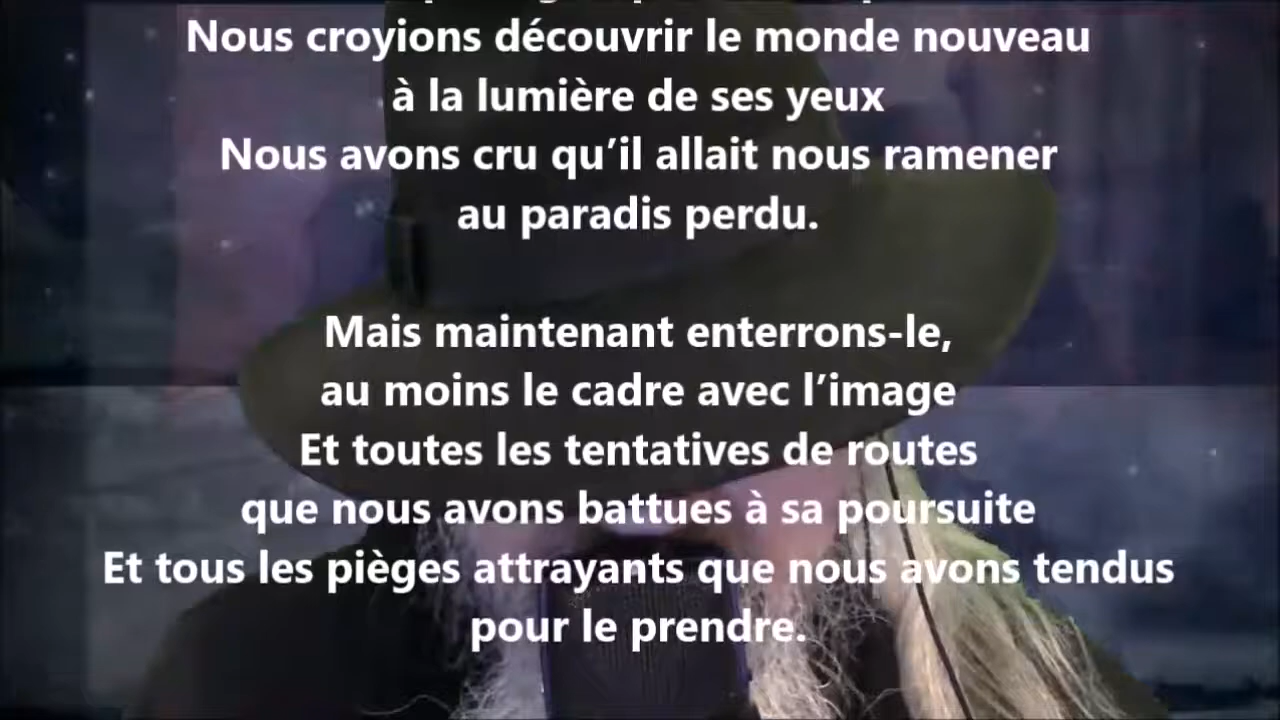 Nous croyions découvrir le monde nouveau
à la lumière de ses yeux
Nous avons cru qu’il allait nous ramener
au paradis perdu.
Mais maintenant enterrons-le,
au moins le cadre avec l’image
Et toutes les tentatives de routes
que nous avons battues à sa poursuite
Et tous les pièges attrayants que nous avons tendus
pour le prendre.